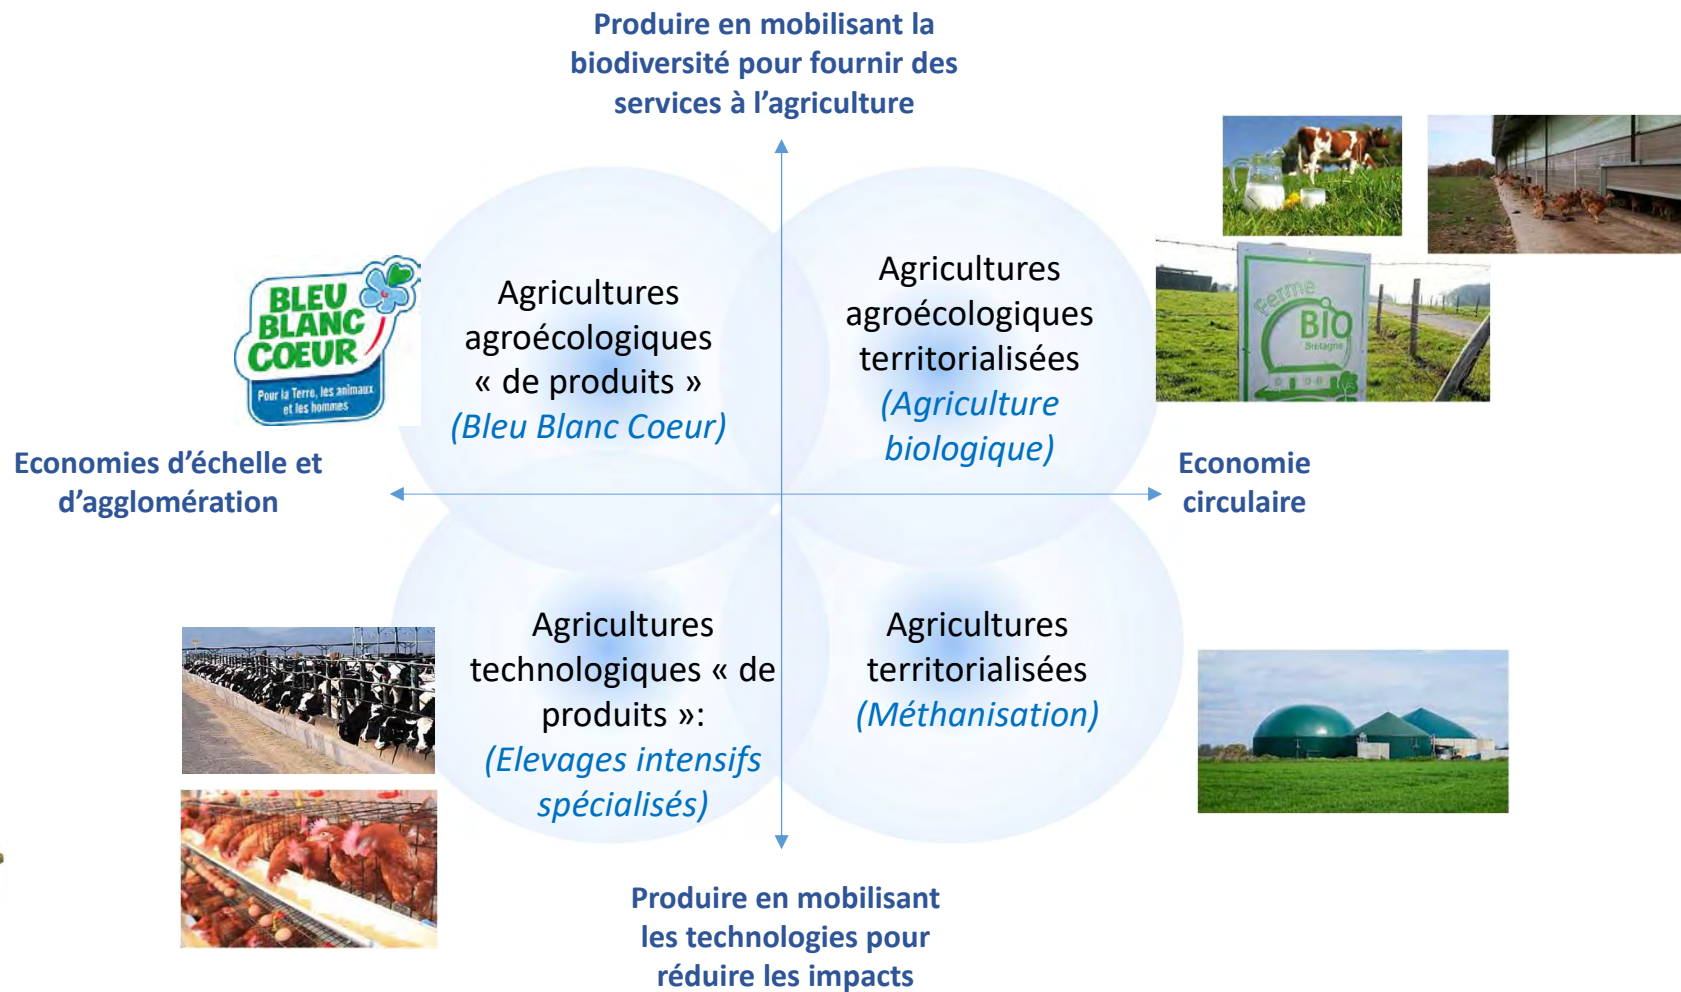 Produire en mobilisant la
biodiversité pour fournir des
services à l’agriculture
BLEU
BLANC
COEUR
Pour la Terre, les animaux
et les hommes
Agricultures
agroécologiques
« de produits »
(Bleu Blanc Coeur)
Agricultures
agroécologiques
territorialisées
(Agriculture
biologique)
Ferme
BIO
Bretagne
Economies d’échelle et
d’agglomération
Economie
circulaire
Agricultures
technologiques « de
produits »:
(Elevages intensifs
spécialisés)
Agricultures
territorialisées
(Méthanisation)
Produire en mobilisant
les technologies pour
réduire les impacts